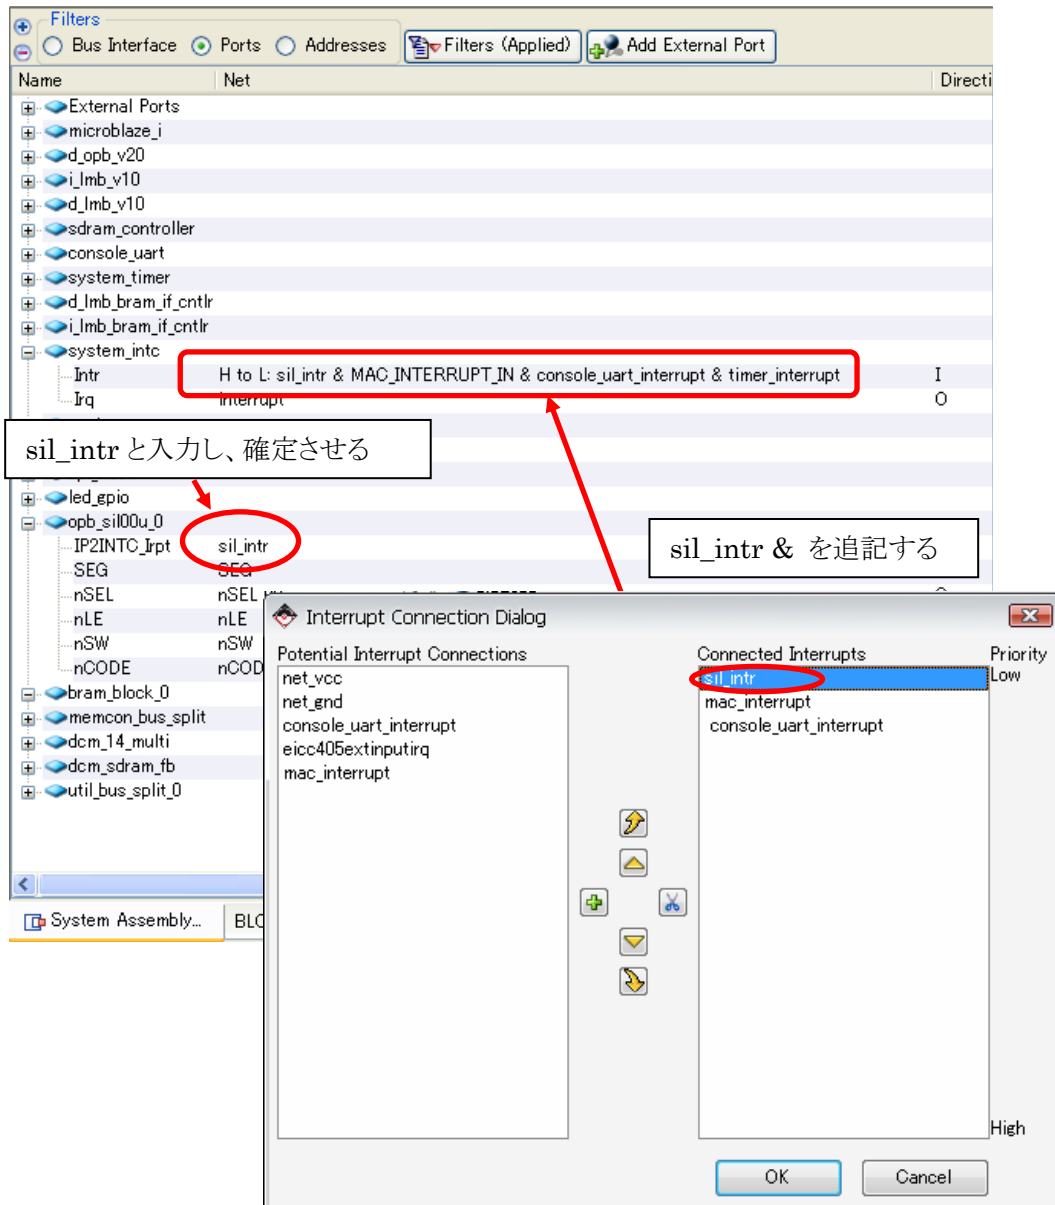 Filters
Bus Interface Ports Addresses Filters (Applied) Add External Port
Name Net Directi
External Ports
microblaze_i
d_opb_v20
i_lmb_v10
d_lmb_v10
sdram_controller
console_uart
system_timer
d_lmb_bram_if_cntlr
i_lmb_bram_if_cntlr
system_intc
Intr H to L: sil_intr & MAC_INTERRUPT_IN & console_uart_interrupt & timer_interrupt I
Irq Interrupt O
sil_intr と入力し、確定させる
led_gpio
opb_sil00u_0
IP2INTC_Irpt sil_intr
sil_intr & を追記する
SEG SEG
nSEL nSEL
nLE nLE
nSW nSW
nCODE nCOD
bram_block_0
memcon_bus_split
dcm_14_multi
dcm_sdram_fb
util_bus_split_0
System Assembly... BLO
Interrupt Connection Dialog
Potential Interrupt Connections Connected Interrupts Priority
net_vcc sil_intr Low
net_gnd mac_interrupt
console_uart_interrupt console_uart_interrupt
eicc405extinputirq
mac_interrupt
High
OK Cancel